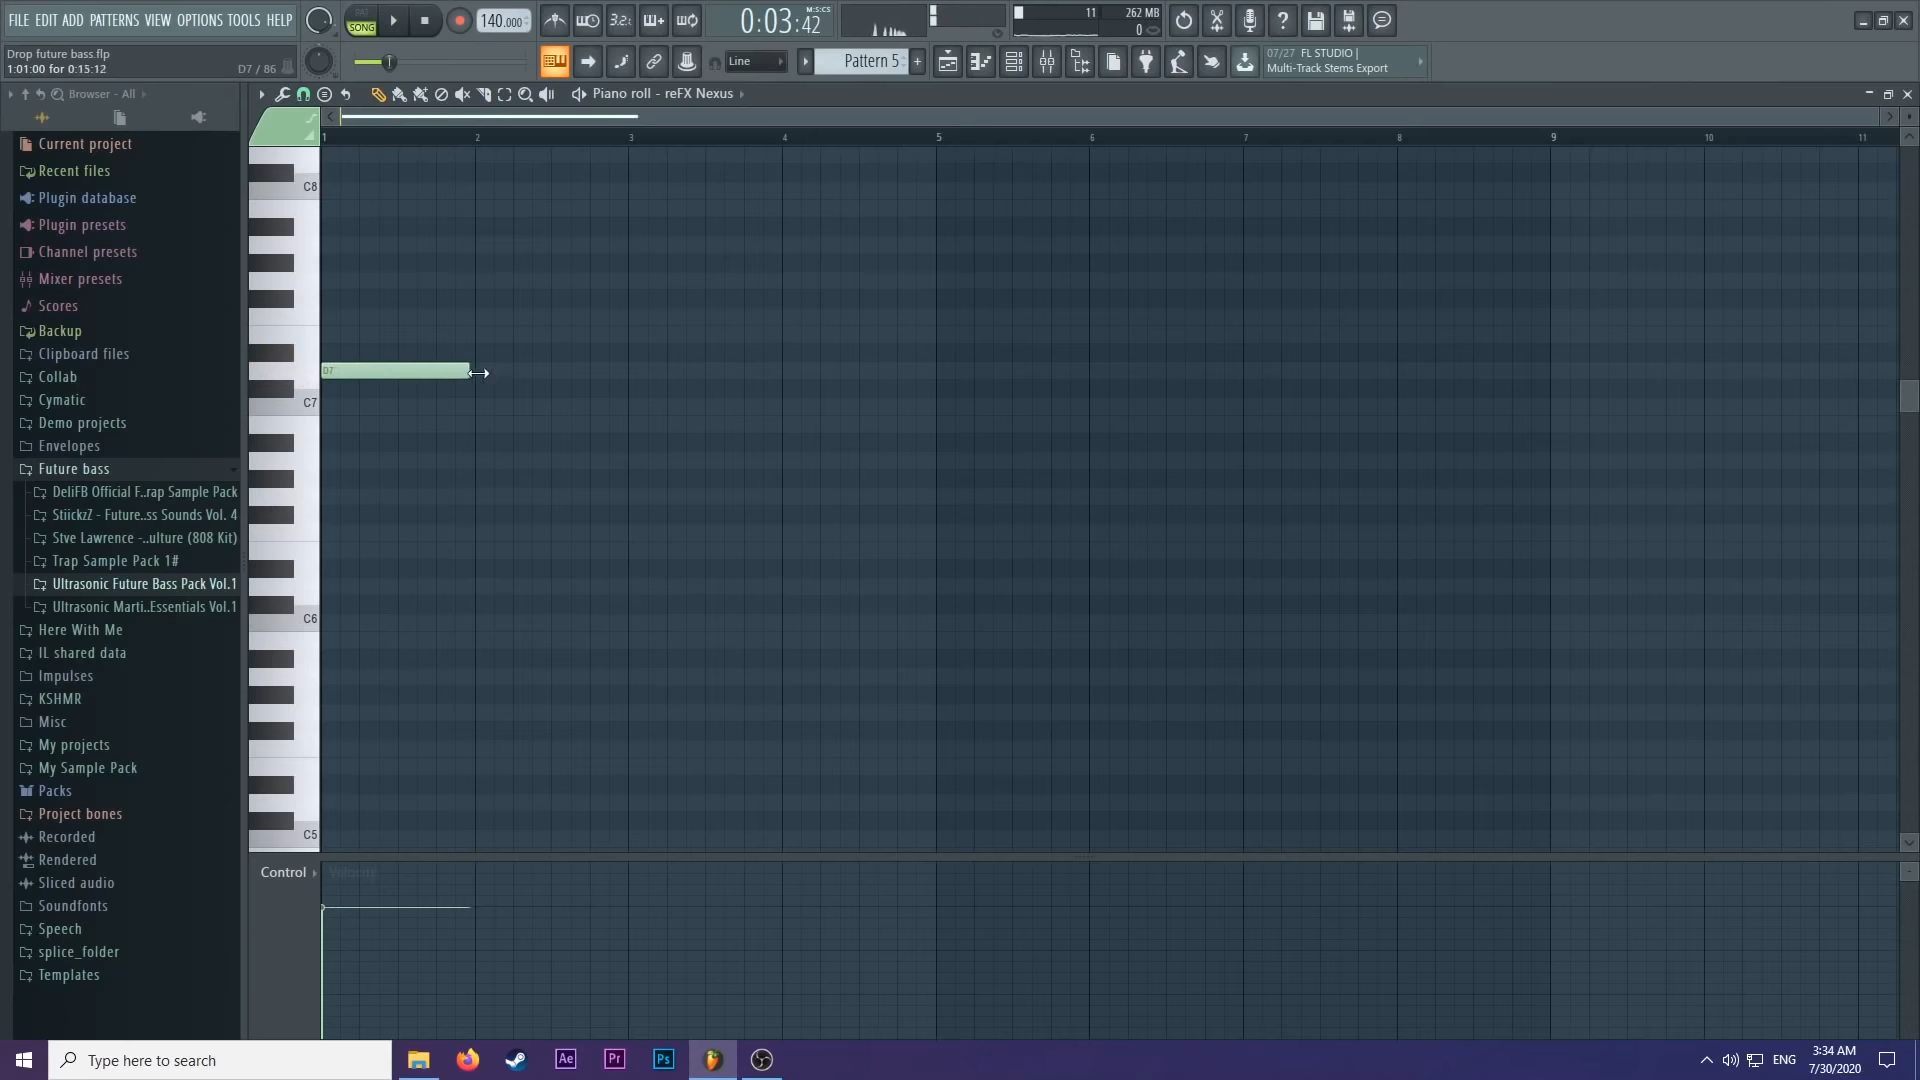 FILE EDIT ADD PATTERNS VIEW OPTIONS TOOLS HELP
SONG
140.000
3.2.
0:03:42
M:S:CS
11
262 MB
0
Drop future bass.flp
1:01:00 for 0:15:12
D7 / 86
Line
Pattern 5
+
07/27 FL STUDIO |
Multi-Track Stems Export
Browser - All
Piano roll - reFX Nexus
1 2 3 4 5 6 7 8 9 10 11
Current project
Recent files
Plugin database
Plugin presets
Channel presets
Mixer presets
Scores
Backup
Clipboard files
Collab
Cymatic
Demo projects
Envelopes
Future bass
DeliFB Official F..rap Sample Pack
StiickzZ - Future..ss Sounds Vol. 4
Stve Lawrence -..ulture (808 Kit)
Trap Sample Pack 1#
Ultrasonic Future Bass Pack Vol.1
Ultrasonic Marti..Essentials Vol.1
Here With Me
IL shared data
Impulses
KSHMR
Misc
My projects
My Sample Pack
Packs
Project bones
Recorded
Rendered
Sliced audio
Soundfonts
Speech
splice_folder
Templates
C8
D7
C7
C6
C5
Control
Velocity
Type here to search
Ae
Pr
Ps
ENG
3:34 AM
7/30/2020